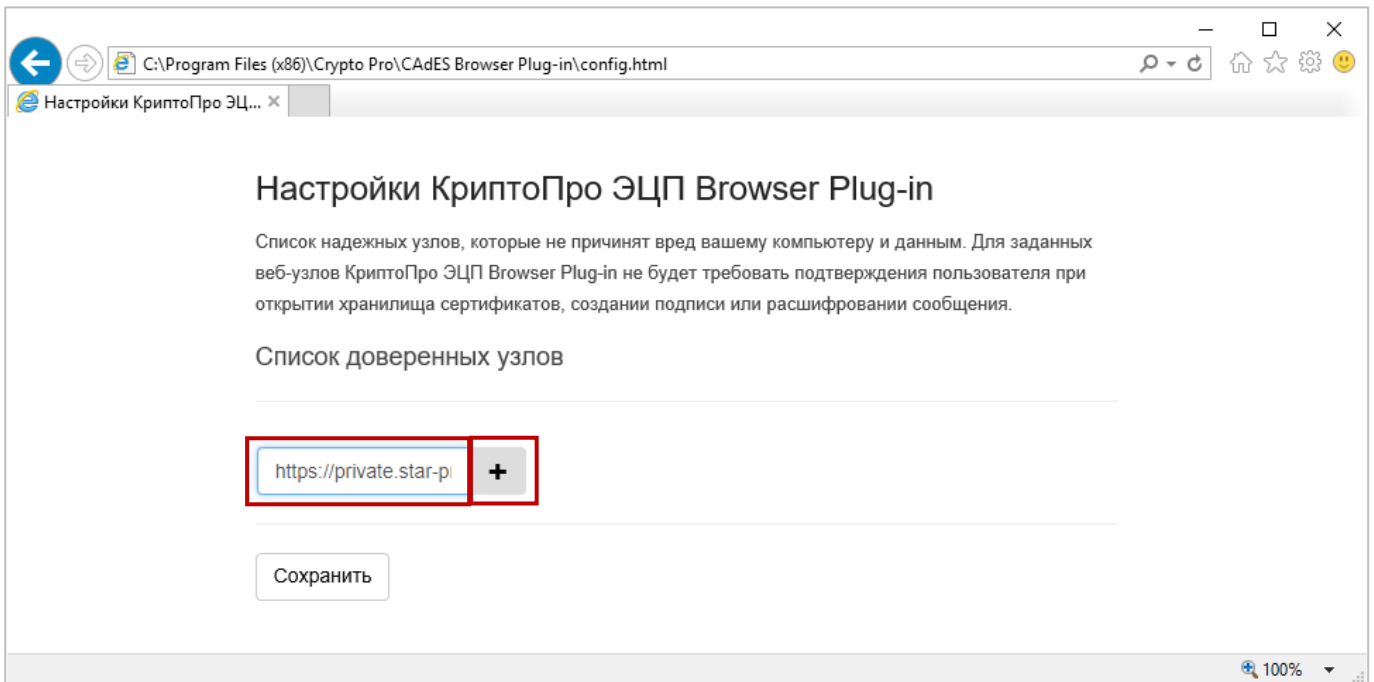 C:\Program Files (x86)\Crypto Pro\CAdES Browser Plug-in\config.html
Настройки КриптоПро ЭЦ...
Настройки КриптоПро ЭЦП Browser Plug-in
Список надежных узлов, которые не причинят вред вашему компьютеру и данным. Для заданных
веб-узлов КриптоПро ЭЦП Browser Plug-in не будет требовать подтверждения пользователя при
открытии хранилища сертификатов, создании подписи или расшифровании сообщения.
Список доверенных узлов
https://private.star-p
Сохранить
100%